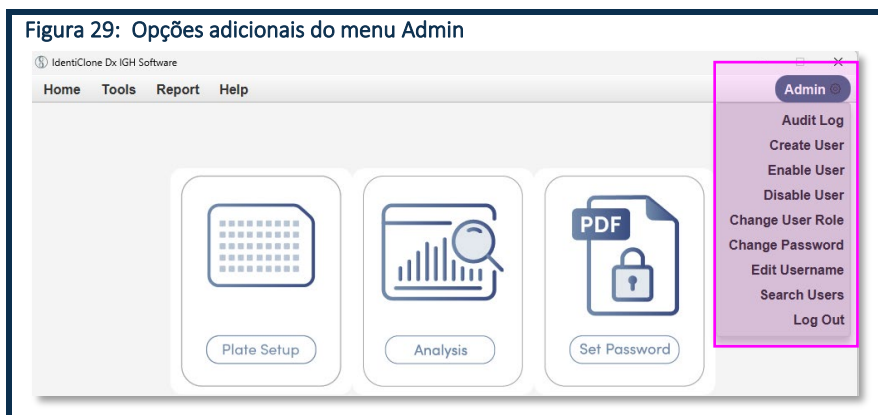 Figura 29: Opções adicionais do menu Admin
IdentiClone Dx IGH Software
Home Tools Report Help Admin
Audit Log
Create User
Enable User
Disable User
Change User Role
Change Password
Edit Username
Search Users
Log Out
PDF
Plate Setup
Analysis
Set Password